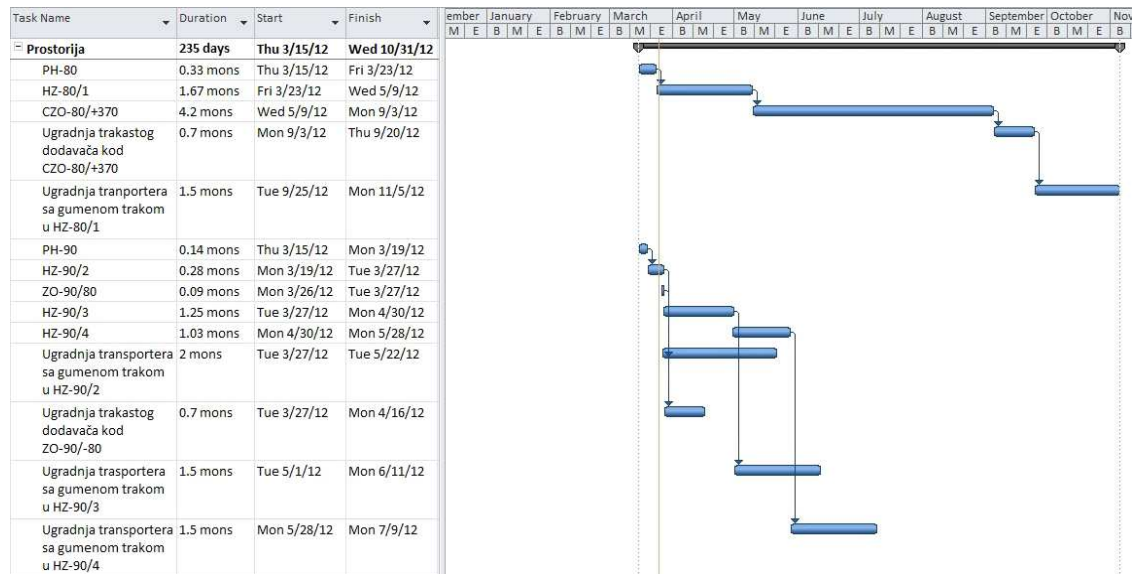 Task Name Duration Start Finish ember January February March April May June July August September October Nov
M E B M E B M E B M E B M E B M E B M E B M E B M E B M E B M E B
Prostorija 235 days Thu 3/15/12 Wed 10/31/12
PH-80 0.33 mons Thu 3/15/12 Fri 3/23/12
HZ-80/1 1.67 mons Fri 3/23/12 Wed 5/9/12
CZO-80/+370 4.2 mons Wed 5/9/12 Mon 9/3/12
Ugradnja trakastog 0.7 mons Mon 9/3/12 Thu 9/20/12
dodavača kod
CZO-80/+370
Ugradnja tranportera 1.5 mons Tue 9/25/12 Mon 11/5/12
sa gumenom trakom
u HZ-80/1
PH-90 0.14 mons Thu 3/15/12 Mon 3/19/12
HZ-90/2 0.28 mons Mon 3/19/12 Tue 3/27/12
ZO-90/80 0.09 mons Mon 3/26/12 Tue 3/27/12
HZ-90/3 1.25 mons Tue 3/27/12 Mon 4/30/12
HZ-90/4 1.03 mons Mon 4/30/12 Mon 5/28/12
Ugradnja transportera 2 mons Tue 3/27/12 Tue 5/22/12
sa gumenom trakom
u HZ-90/2
Ugradnja trakastog 0.7 mons Tue 3/27/12 Mon 4/16/12
dodavača kod
ZO-90/-80
Ugradnja trasportera 1.5 mons Tue 5/1/12 Mon 6/11/12
sa gumenom trakom
u HZ-90/3
Ugradnja transportera 1.5 mons Mon 5/28/12 Mon 7/9/12
sa gumenom trakom
u HZ-90/4